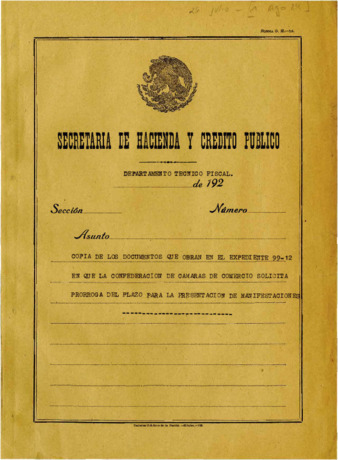 SECRETARIA DE HACIENDA Y CREDITO PUBLICO
DEPARTAMENTO TECNICO FISCAL.
de 192
Sección Número
Asunto
COPIA DE LOS DOCUMENTOS QUE OBRAN EN EL EXPEDIENTE 99-12
EN QUE LA CONFEDERACION DE CAMARAS DE COMERCIO SOLICITA
PRORROGA DEL PLAZO PARA LA PRESENTACION DE MANIFESTACIONES